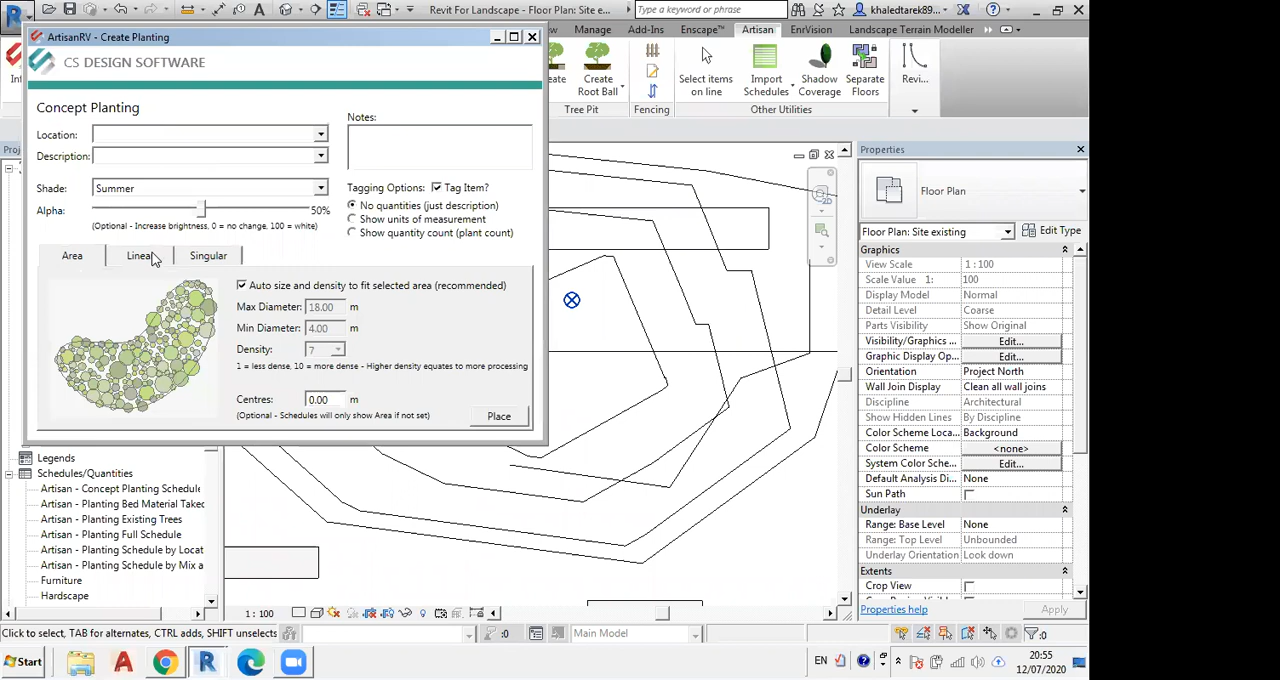 Revit For Landscape - Floor Plan: Site e...
Type a keyword or phrase
khaledtarek89...
ArtisanRV - Create Planting
Manage
Add-Ins
Enscape™
Artisan
EnRvision
Landscape Terrain Modeller
CS DESIGN SOFTWARE
Create
Root Ball
Select items
on line
Import
Schedules
Shadow
Coverage
Separate
Floors
Revi...
Tree Pit
Fencing
Other Utilities
Concept Planting
Location:
Description:
Notes:
Shade:
Summer
Alpha:
50%
(Optional - Increase brightness, 0 = no change, 100 = white)
Tagging Options:
Tag Item?
No quantities (just description)
Show units of measurement
Show quantity count (plant count)
Area
Linear
Singular
Auto size and density to fit selected area (recommended)
Max Diameter: 18.00 m
Min Diameter: 4.00 m
Density: 7
1 = less dense, 10 = more dense - Higher density equates to more processing
Centres: 0.00 m
(Optional - Schedules will only show Area if not set)
Place
2D
Properties
Floor Plan
Floor Plan: Site existing
Edit Type
Graphics
View Scale 1 : 100
Scale Value 1: 100
Display Model Normal
Detail Level Coarse
Parts Visibility Show Original
Visibility/Graphics ... Edit...
Graphic Display Op... Edit...
Orientation Project North
Wall Join Display Clean all wall joins
Discipline Architectural
Show Hidden Lines By Discipline
Color Scheme Loca... Background
Color Scheme <none>
System Color Sche... Edit...
Default Analysis Di... None
Sun Path
Underlay
Range: Base Level None
Range: Top Level Unbounded
Underlay Orientation Look down
Extents
Crop View
Properties help
Apply
Legends
Schedules/Quantities
Artisan - Concept Planting Schedule
Artisan - Planting Bed Material Takec
Artisan - Planting Existing Trees
Artisan - Planting Full Schedule
Artisan - Planting Schedule by Locat
Artisan - Planting Schedule by Mix a
Furniture
Hardscape
1 : 100
Click to select, TAB for alternates, CTRL adds, SHIFT unselects
:0
Main Model
:0
Start
EN
20:55
12/07/2020